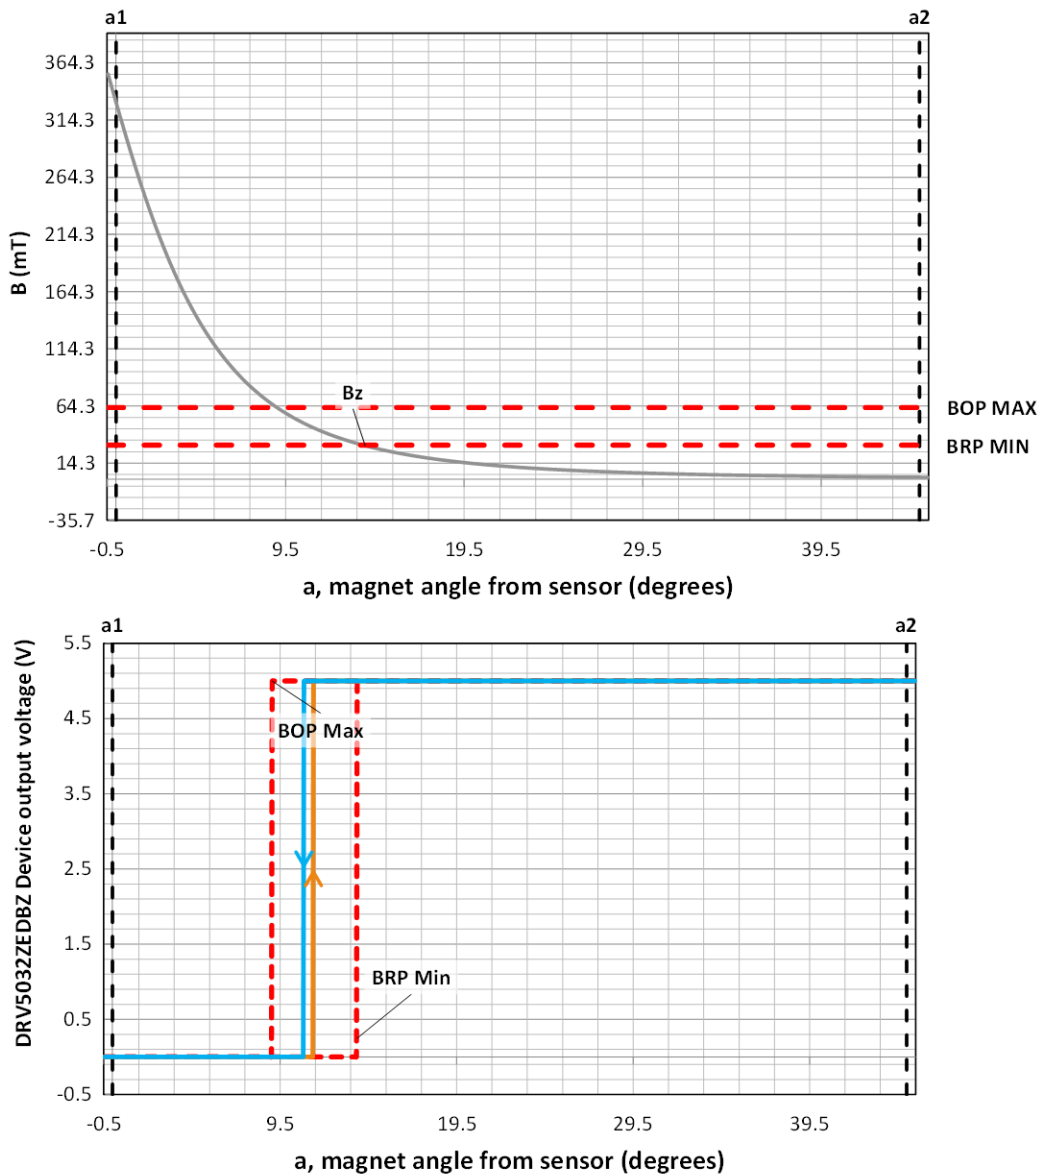 a1 a2
364.3
314.3
264.3
214.3
164.3
114.3
64.3
14.3
-35.7
B (mT)
Bz
BOP MAX
BRP MIN
-0.5 9.5 19.5 29.5 39.5
a, magnet angle from sensor (degrees)
a1 a2
5.5
4.5
3.5
2.5
1.5
0.5
-0.5
DRV5032ZEDBZ Device output voltage (V)
BOP Max
BRP Min
-0.5 9.5 19.5 29.5 39.5
a, magnet angle from sensor (degrees)